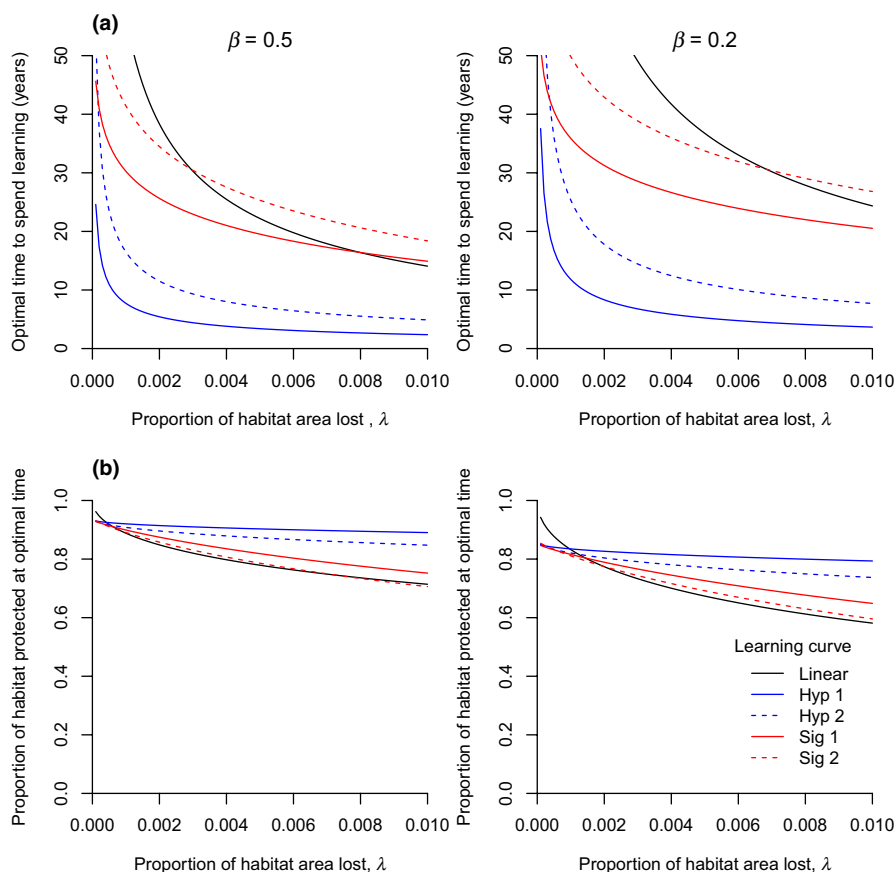 (a)
β = 0.5
β = 0.2
Optimal time to spend learning (years)
50
40
30
20
10
0
0.000 0.002 0.004 0.006 0.008 0.010
Proportion of habitat area lost , λ
Optimal time to spend learning (years)
50
40
30
20
10
0
0.000 0.002 0.004 0.006 0.008 0.010
Proportion of habitat area lost, λ
(b)
Proportion of habitat protected at optimal time
1.0
0.8
0.6
0.4
0.2
0.0
0.000 0.002 0.004 0.006 0.008 0.010
Proportion of habitat area lost, λ
Proportion of habitat protected at optimal time
1.0
0.8
0.6
0.4
0.2
0.0
Learning curve
Linear
Hyp 1
Hyp 2
Sig 1
Sig 2
0.000 0.002 0.004 0.006 0.008 0.010
Proportion of habitat area lost, λ